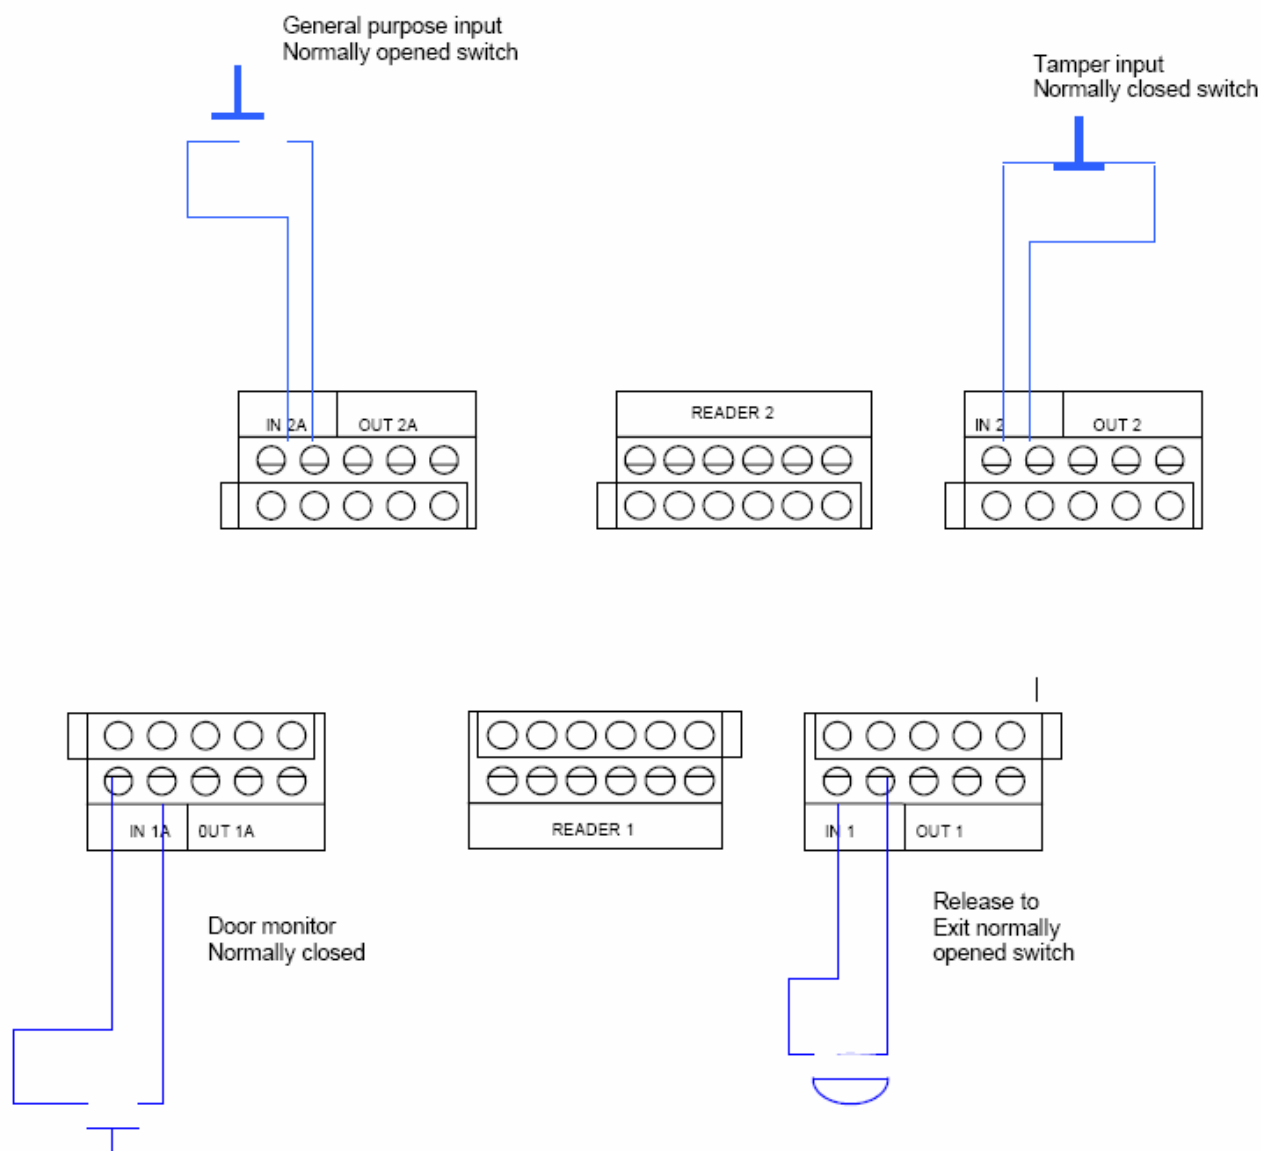 General purpose input
Normally opened switch
Tamper input
Normally closed switch
IN 2A
OUT 2A
READER 2
IN 2
OUT 2
IN 1A
0UT 1A
READER 1
IN 1
OUT 1
Door monitor
Normally closed
Release to
Exit normally
opened switch